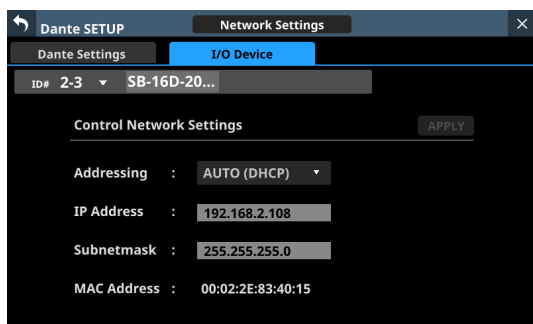 Dante SETUP Network Settings
Dante Settings I/O Device
ID# 2-3 SB-16D-20...
Control Network Settings APPLY
Addressing : AUTO (DHCP)
IP Address : 192.168.2.108
Subnetmask : 255.255.255.0
MAC Address : 00:02:2E:83:40:15